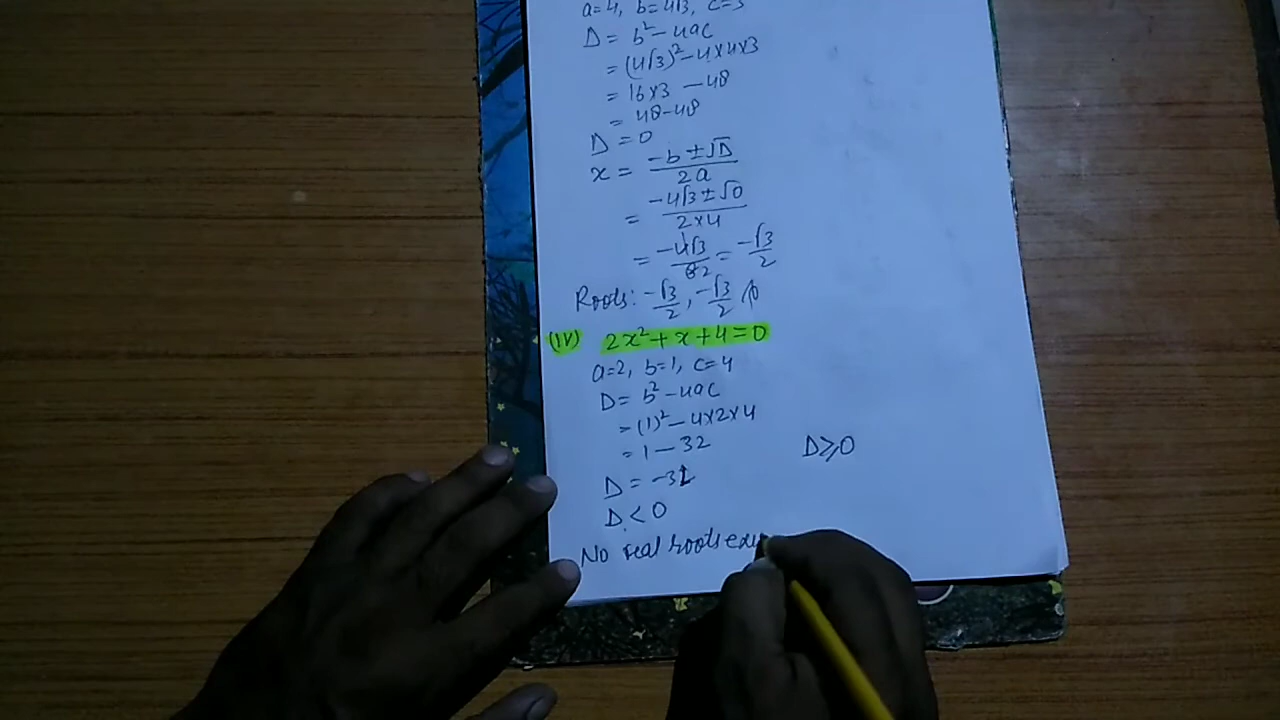 a=4, b=4√3, c=3
D = b² - 4ac
= (4√3)² - 4×4×3
= 16×3 - 48
= 48-48
D = 0
x = (-b ± √D)/(2a)
= (-4√3 ± √0)/(2×4)
= (-4√3)/(8 2) = (-√3)/2
Roots: -√3/2, -√3/2
(iv) 2x² + x + 4 = 0
a=2, b=1, c=4
D = b² - 4ac
= (1)² - 4×2×4
= 1 - 32
D ≥ 0
D = -31
D < 0
No real roots exis